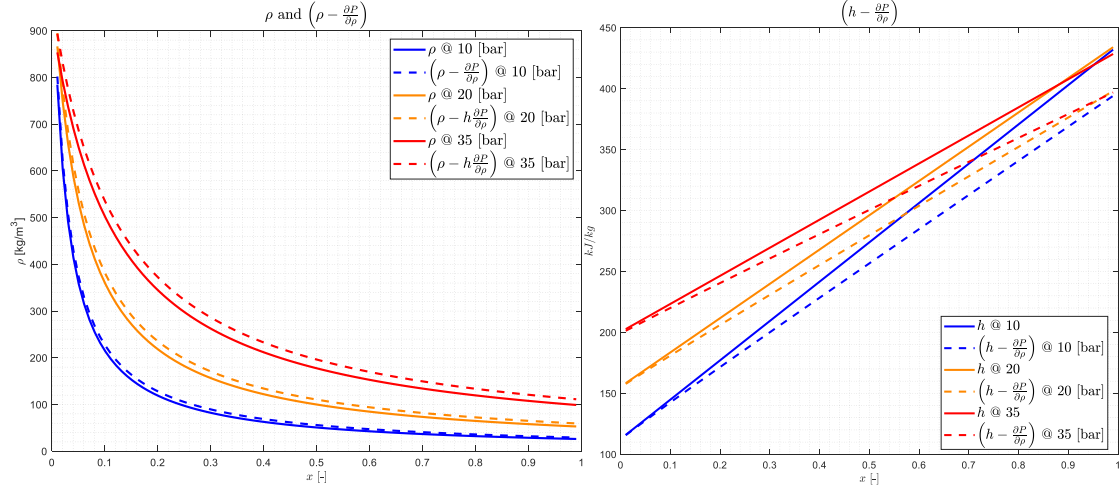 ρ and (ρ − ∂P/∂ρ)
900
800
700
600
500
400
300
200
100
0
ρ [kg/m³]
0 0.1 0.2 0.3 0.4 0.5 0.6 0.7 0.8 0.9 1
x [-]
ρ @ 10 [bar]
(ρ − ∂P/∂ρ) @ 10 [bar]
ρ @ 20 [bar]
(ρ − h∂P/∂ρ) @ 20 [bar]
ρ @ 35 [bar]
(ρ − h∂P/∂ρ) @ 35 [bar]
(h − ∂P/∂ρ)
450
400
350
300
250
200
150
100
kJ/kg
0 0.1 0.2 0.3 0.4 0.5 0.6 0.7 0.8 0.9 1
x [-]
h @ 10
(h − ∂P/∂ρ) @ 10 [bar]
h @ 20
(h − ∂P/∂ρ) @ 20 [bar]
h @ 35
(h − ∂P/∂ρ) @ 35 [bar]